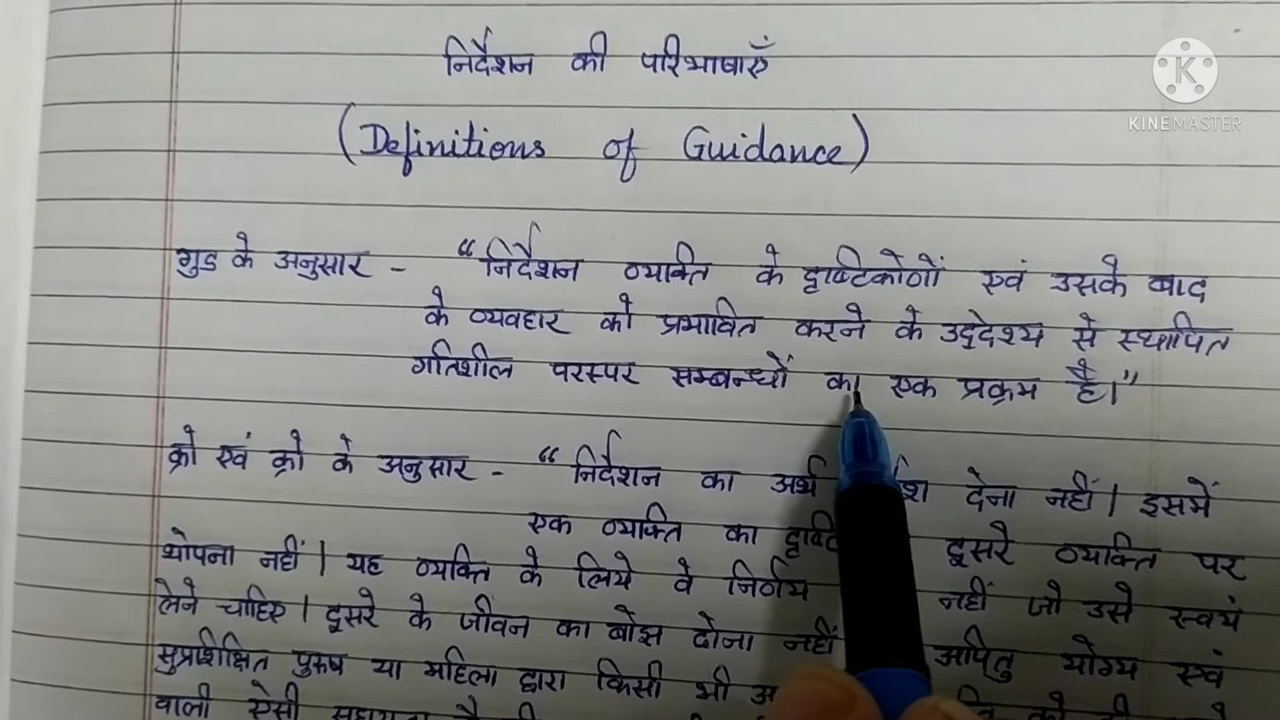 निर्देशन की परिभाषाएँ
(Definitions of Guidance)
K
KINEMASTER
गुड के अनुसार - “निर्देशन व्यक्ति के दृष्टिकोणों एवं उसके बाद
के व्यवहार को प्रभावित करने के उद्देश्य से स्थापित
गतिशील परस्पर सम्बन्धों का एक प्रक्रम है।”
क्रो एवं क्रो के अनुसार - “निर्देशन का अर्थ देना नहीं। इसमें
एक व्यक्ति का दूसरे व्यक्ति पर
थोपना नहीं। यह व्यक्ति के लिये वे निर्णय नहीं जो उसे स्वयं
लेने चाहिए। दूसरे के जीवन का बोझ ढोना नहीं अपितु योग्य एवं
सुप्रशिक्षित पुरुष या महिला द्वारा किसी भी
वाली ऐसी